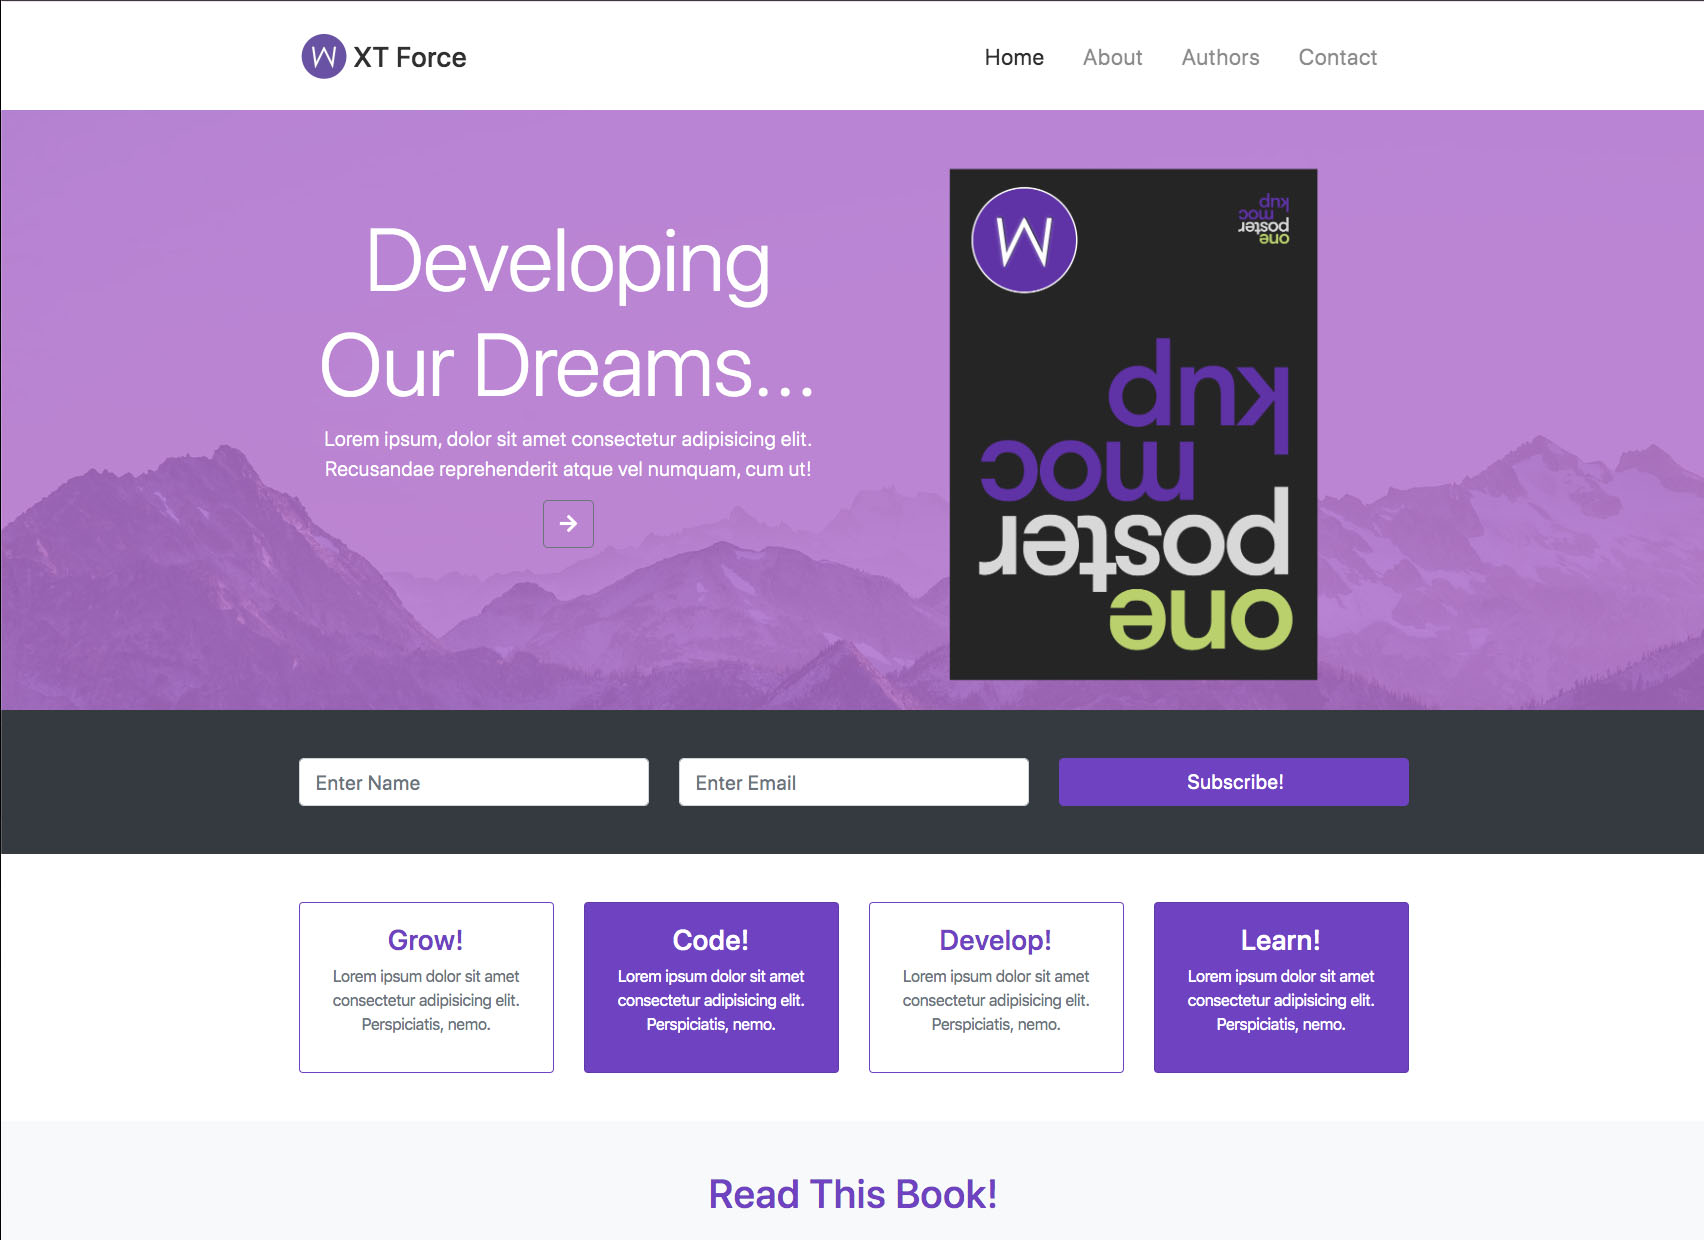 W XT Force
Home About Authors Contact
Developing
Our Dreams...
Lorem ipsum, dolor sit amet consectetur adipisicing elit.
Recusandae reprehenderit atque vel numquam, cum ut!
W
one
poster
moc
kup
one
poster
moc
kup
Enter Name
Enter Email
Subscribe!
Grow!
Lorem ipsum dolor sit amet
consectetur adipisicing elit.
Perspiciatis, nemo.
Code!
Lorem ipsum dolor sit amet
consectetur adipisicing elit.
Perspiciatis, nemo.
Develop!
Lorem ipsum dolor sit amet
consectetur adipisicing elit.
Perspiciatis, nemo.
Learn!
Lorem ipsum dolor sit amet
consectetur adipisicing elit.
Perspiciatis, nemo.
Read This Book!